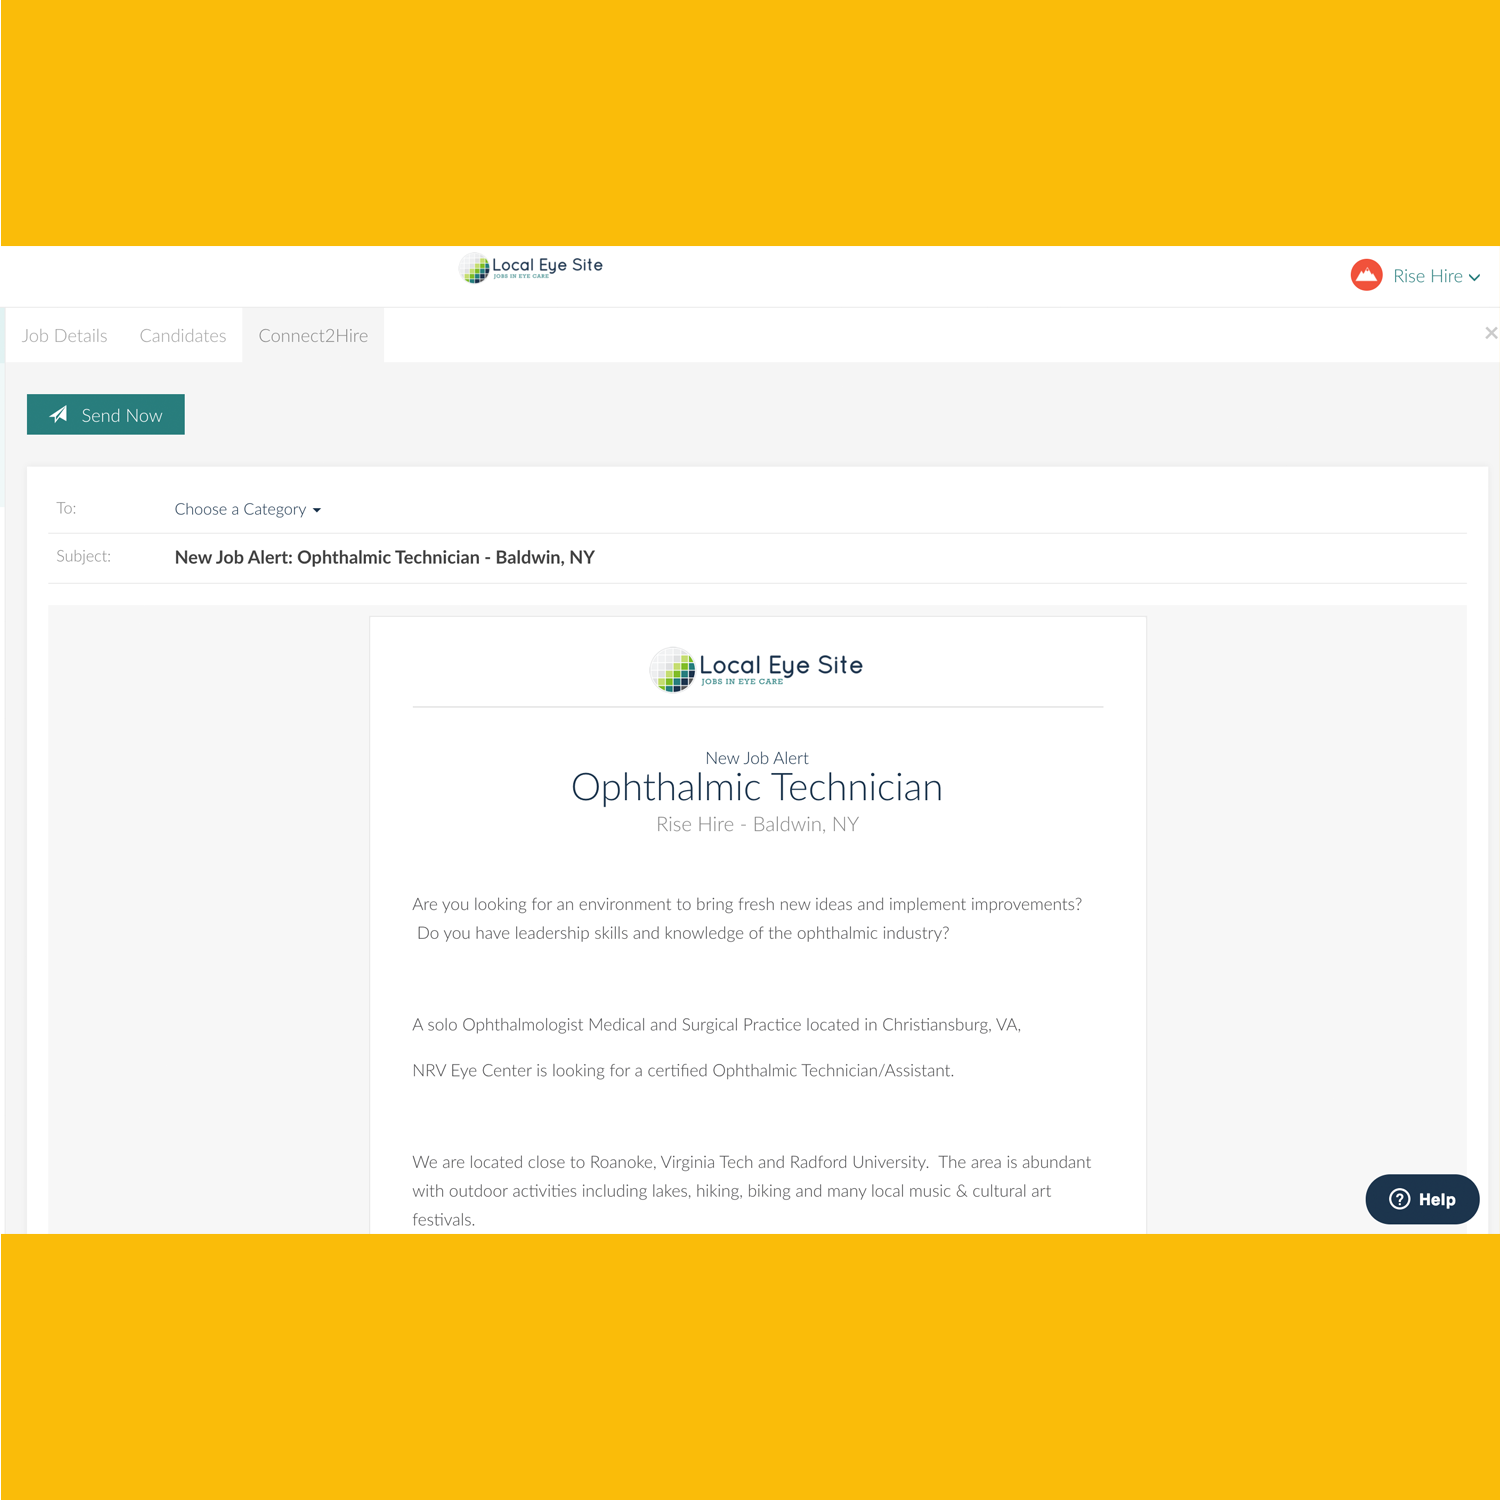 Local Eye Site
JOBS IN EYE CARE
Rise Hire
Job Details
Candidates
Connect2Hire
Send Now
To:
Choose a Category
Subject:
New Job Alert: Ophthalmic Technician - Baldwin, NY
Local Eye Site
JOBS IN EYE CARE
New Job Alert
Ophthalmic Technician
Rise Hire - Baldwin, NY
Are you looking for an environment to bring fresh new ideas and implement improvements?
Do you have leadership skills and knowledge of the ophthalmic industry?
A solo Ophthalmologist Medical and Surgical Practice located in Christiansburg, VA,
NRV Eye Center is looking for a certified Ophthalmic Technician/Assistant.
We are located close to Roanoke, Virginia Tech and Radford University.  The area is abundant
with outdoor activities including lakes, hiking, biking and many local music & cultural art
festivals.
Help